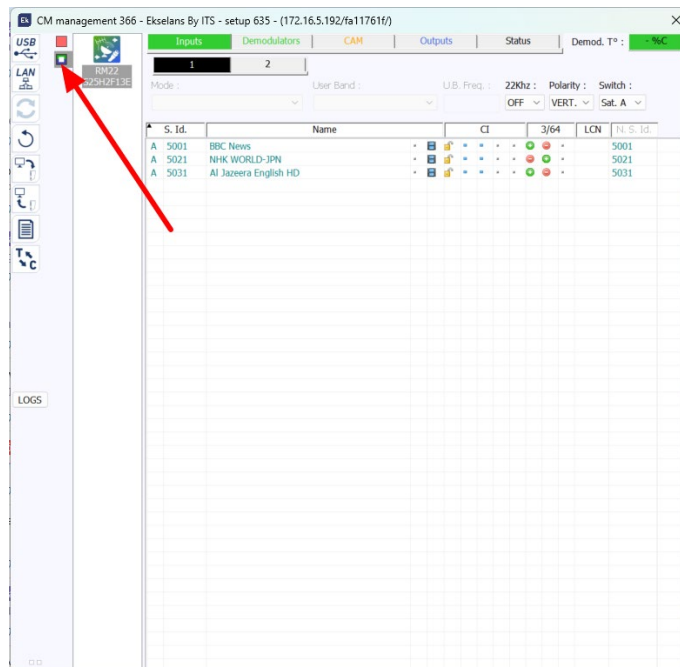 Ek CM management 366 - Ekselans By ITS - setup 635 - (172.16.5.192/fa11761f/)
USB
LAN
RM22
Inputs Demodulators CAM Outputs Status Demod. Tº : - %C
1 2
Mode : User Band : U.B. Freq. : 22Khz : Polarity : Switch :
OFF VERT. Sat. A
S. Id. Name CI 3/64 LCN N. S. Id.
A 5001 BBC News 5001
A 5021 NHK WORLD-JPN 5021
A 5031 Al Jazeera English HD 5031
T C
LOGS